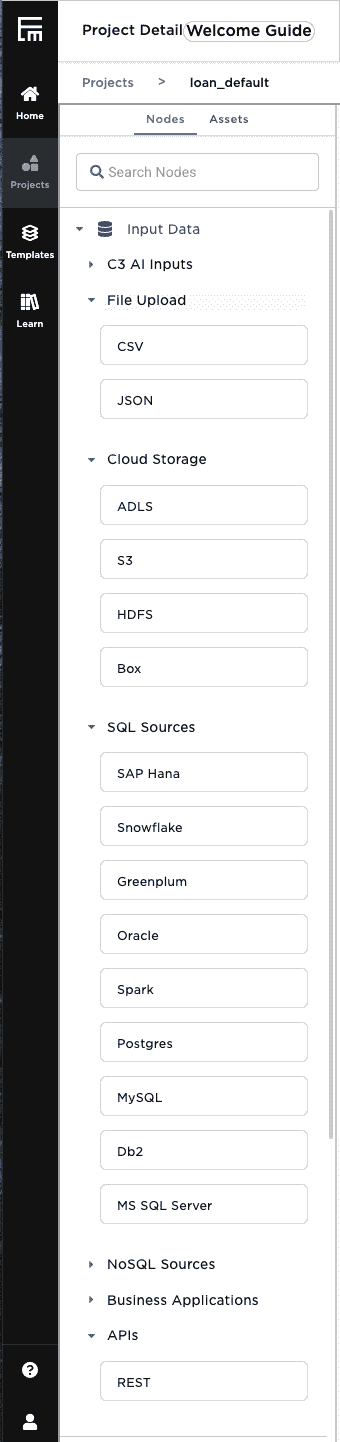 Project Detail Welcome Guide
Projects > loan_default
Home
Projects
Templates
Learn
Nodes Assets
Search Nodes
Input Data
C3 AI Inputs
File Upload
CSV
JSON
Cloud Storage
ADLS
S3
HDFS
Box
SQL Sources
SAP Hana
Snowflake
Greenplum
Oracle
Spark
Postgres
MySQL
Db2
MS SQL Server
NoSQL Sources
Business Applications
APIs
REST
?